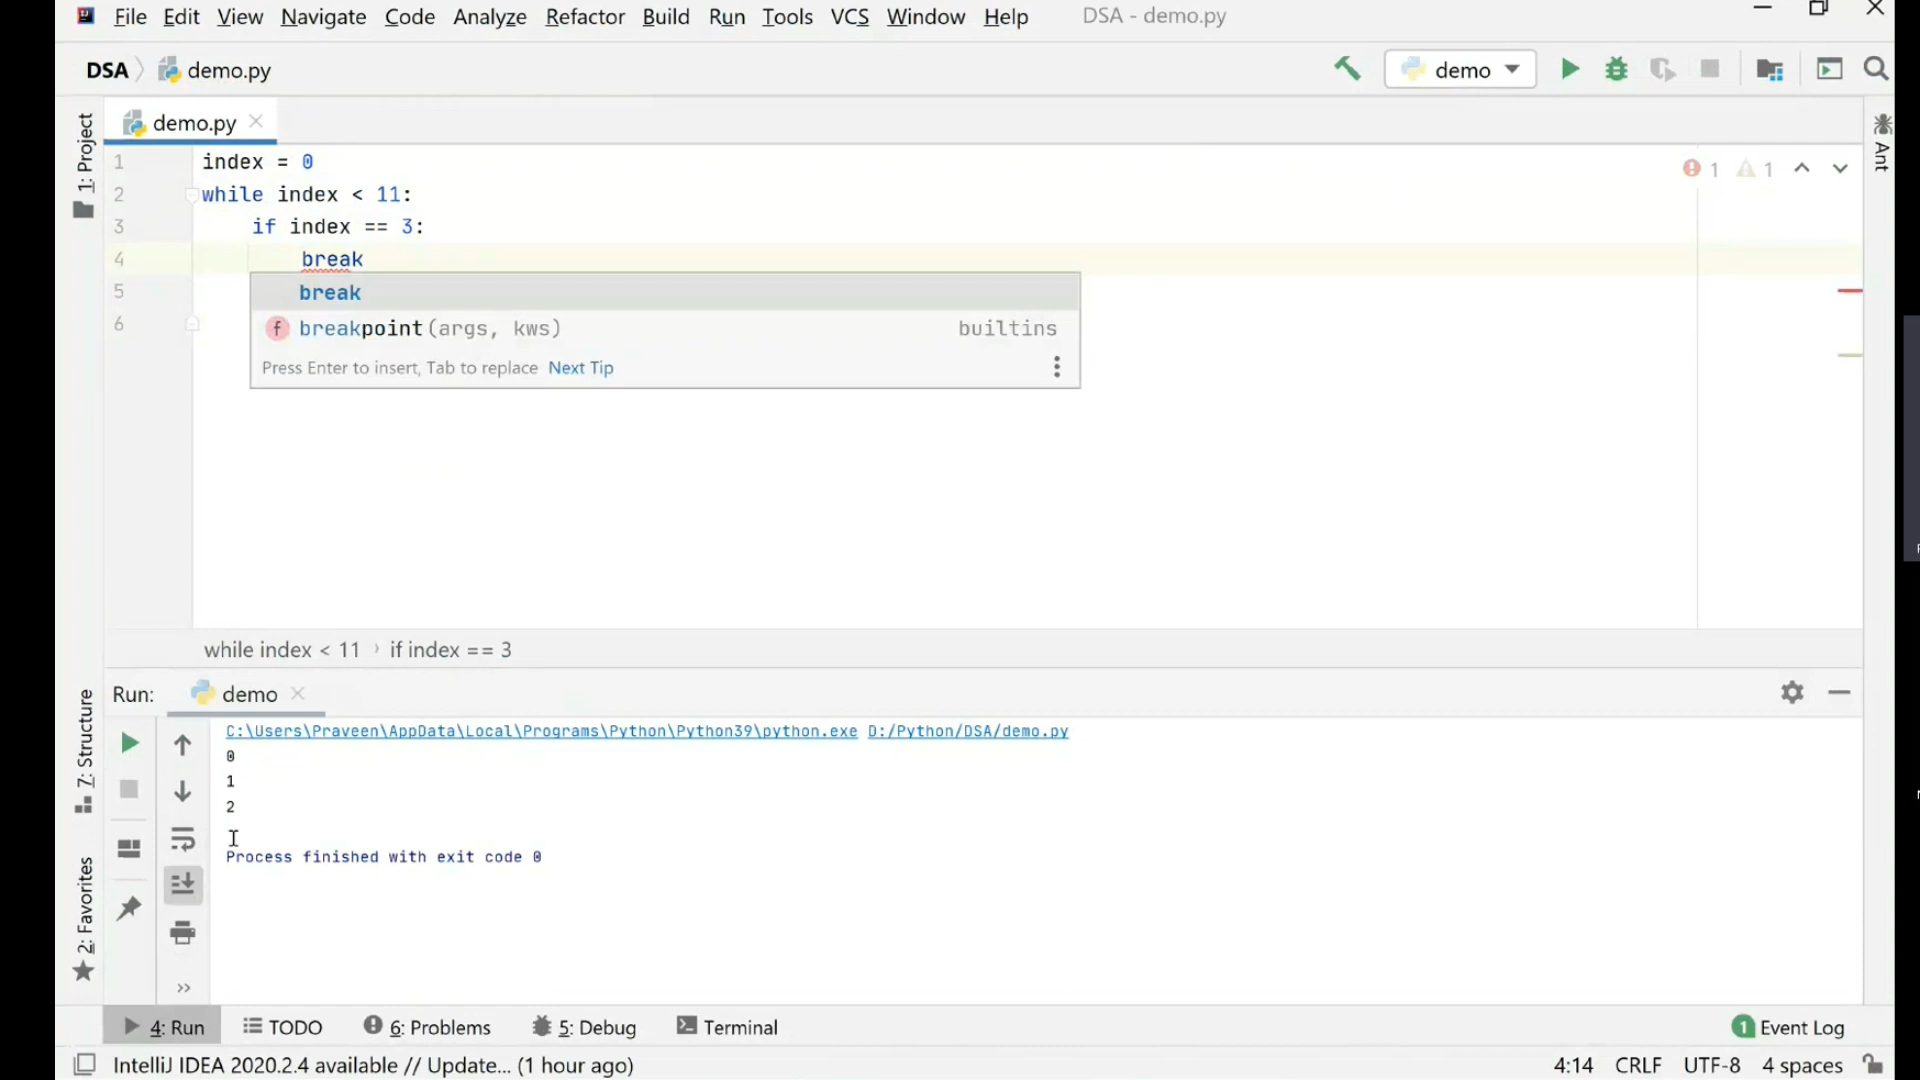 File Edit View Navigate Code Analyze Refactor Build Run Tools VCS Window Help DSA - demo.py
DSA demo.py demo
1: Project
demo.py
Ant
1 index = 0
2 while index < 11:
3 if index == 3:
4 break
5
6
1 1
break
f breakpoint(args, kws) builtins
Press Enter to insert, Tab to replace Next Tip
while index < 11 › if index == 3
Run: demo
7: Structure
2: Favorites
C:\Users\Praveen\AppData\Local\Programs\Python\Python39\python.exe D:/Python/DSA/demo.py
0
1
2
Process finished with exit code 0
4: Run TODO 6: Problems 5: Debug Terminal 1 Event Log
IntelliJ IDEA 2020.2.4 available // Update... (1 hour ago) 4:14 CRLF UTF-8 4 spaces